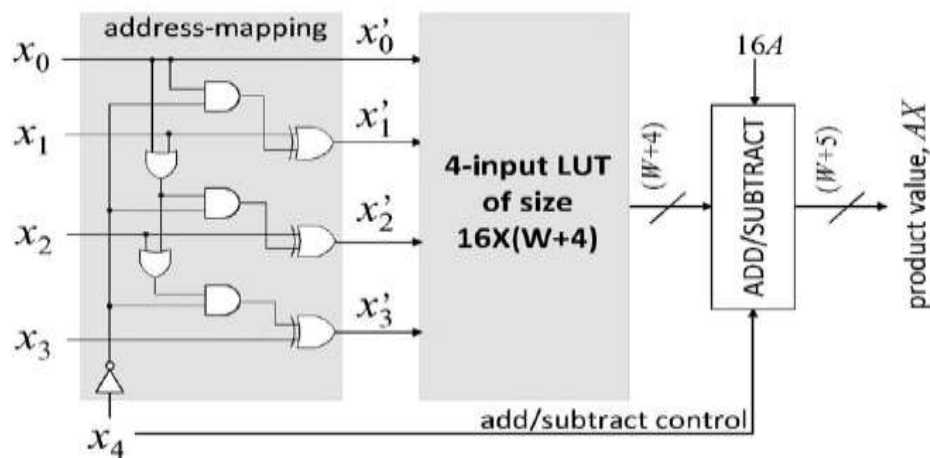 address-mapping
x₀
x₁
x₂
x₃
x₄
x'₀
x'₁
x'₂
x'₃
4-input LUT
of size
16X(W+4)
(W+4)
16A
ADD/SUBTRACT
(W+5)
product value, AX
add/subtract control